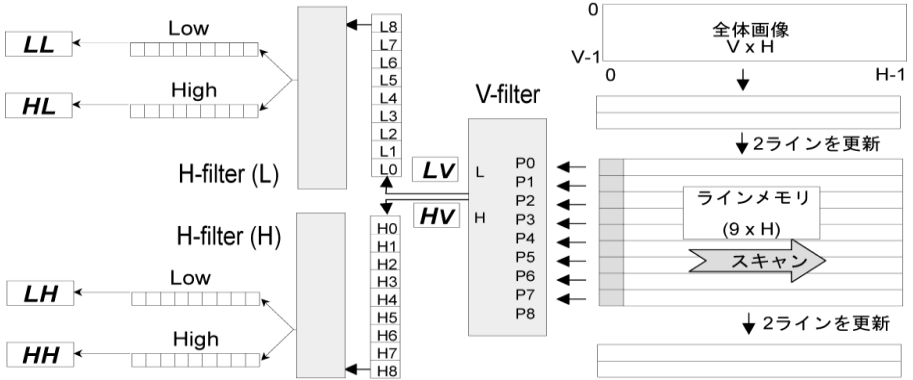 LL
Low
HL
High
H-filter (L)
L8
L7
L6
L5
L4
L3
L2
L1
L0
H-filter (H)
H0
H1
H2
H3
H4
H5
H6
H7
H8
LH
Low
HH
High
V-filter
Lv
Hv
L
H
P0
P1
P2
P3
P4
P5
P6
P7
P8
0
V-1
全体画像
V x H
0
H-1
2ラインを更新
ラインメモリ
(9 x H)
スキャン
2ラインを更新